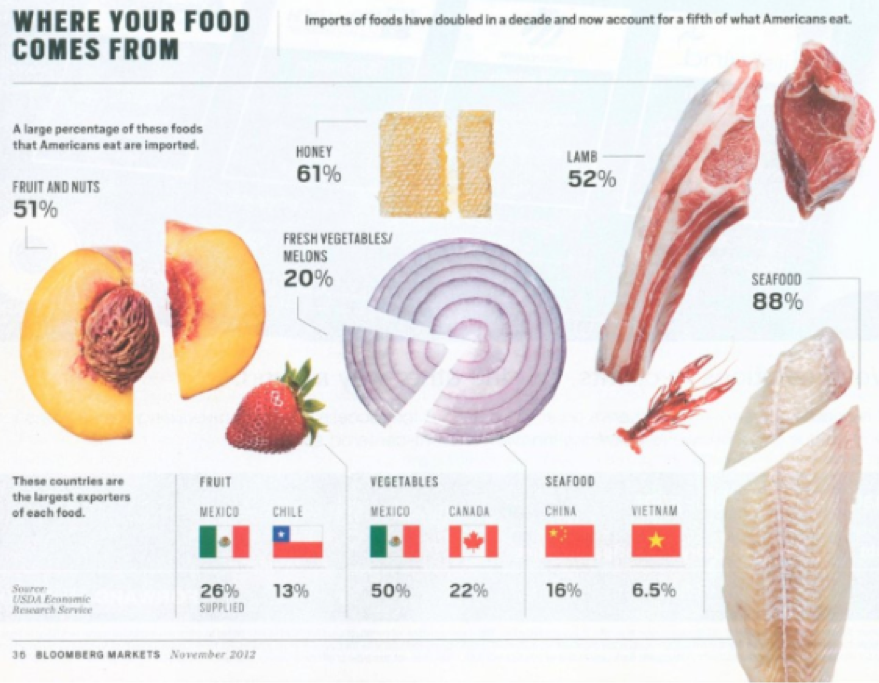 WHERE YOUR FOOD
COMES FROM
Imports of foods have doubled in a decade and now account for a fifth of what Americans eat.
A large percentage of these foods
that Americans eat are imported.
FRUIT AND NUTS
51%
HONEY
61%
FRESH VEGETABLES/
MELONS
20%
LAMB
52%
SEAFOOD
88%
These countries are
the largest exporters
of each food.
FRUIT
MEXICO CHILE
26% 13%
SUPPLIED
VEGETABLES
MEXICO CANADA
50% 22%
SEAFOOD
CHINA VIETNAM
16% 6.5%
Source:
USDA Economic
Research Service
36 BLOOMBERG MARKETS November 2012